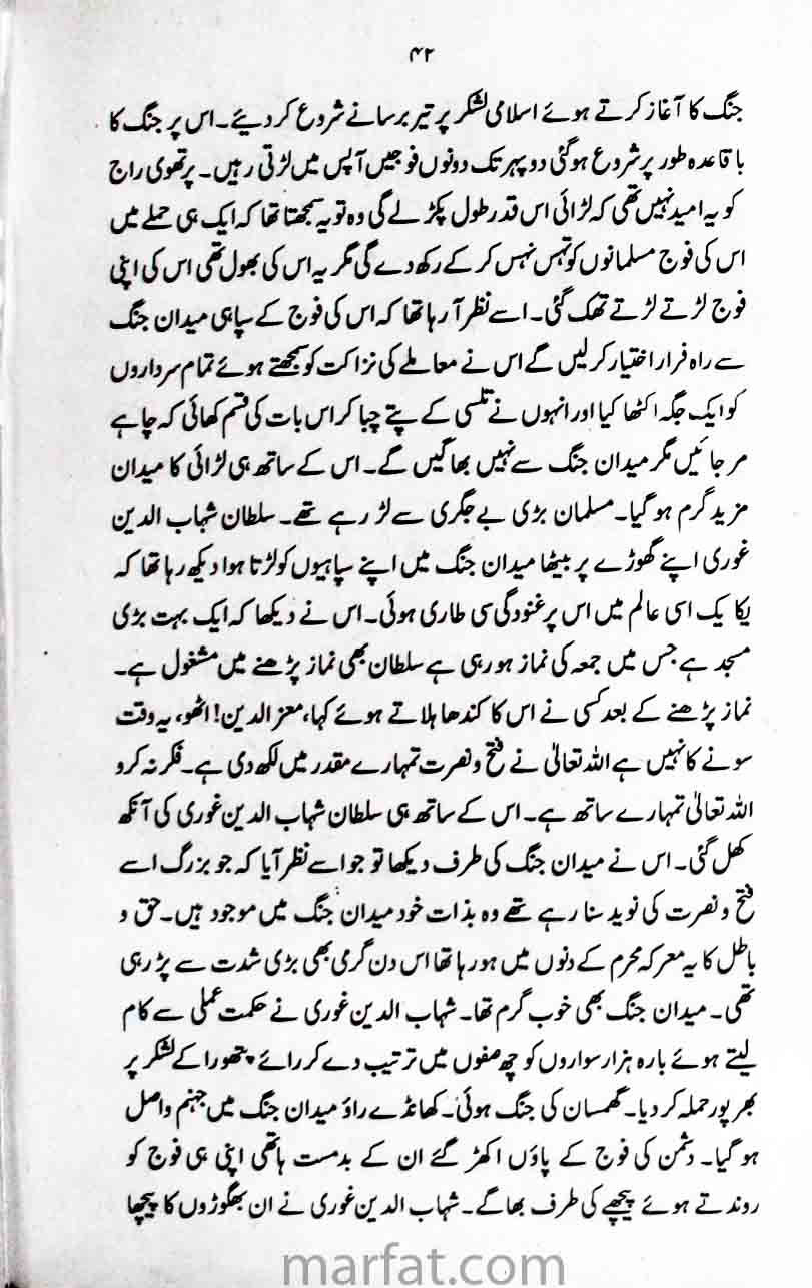 ۴۲
جنگ کا آغاز کرتے ہوئے اسلامی لشکر پر تیر برسانے شروع کر دیئے۔ اس پر جنگ کا
باقاعدہ طور پر شروع ہوگئی دوپہر تک دونوں فوجیں آپس میں لڑتی رہیں۔ پرتھوی راج
کو یہ امید نہیں تھی کہ لڑائی اس قدر طول پکڑ لے گی وہ تو یہ سمجھتا تھا کہ ایک ہی حملے میں
اس کی فوج مسلمانوں کو تہس نہس کر کے رکھ دے گی مگر یہ اس کی بھول تھی اس کی اپنی
فوج لڑتے لڑتے تھک گئی۔ اسے نظر آ رہا تھا کہ اس کی فوج کے سپاہی میدان جنگ
سے راہ فرار اختیار کرلیں گے اس نے معاملے کی نزاکت کو سمجھتے ہوئے تمام سرداروں
کو ایک جگہ اکٹھا کیا اور انہوں نے تلسی کے پتے چبا کر اس بات کی قسم کھائی کہ چاہے
مر جائیں مگر میدان جنگ سے نہیں بھاگیں گے۔ اس کے ساتھ ہی لڑائی کا میدان
مزید گرم ہو گیا۔ مسلمان بڑی بے جگری سے لڑ رہے تھے۔ سلطان شہاب الدین
غوری اپنے گھوڑے پر بیٹھا میدان جنگ میں اپنے سپاہیوں کو لڑتا ہوا دیکھ رہا تھا کہ
یکایک اسی عالم میں اس پر غنودگی سی طاری ہوئی۔ اس نے دیکھا کہ ایک بہت بڑی
مسجد ہے جس میں جمعہ کی نماز ہو رہی ہے سلطان بھی نماز پڑھنے میں مشغول ہے۔
نماز پڑھنے کے بعد کسی نے اس کا کندھا ہلاتے ہوئے کہا، معز الدین! اٹھو، یہ وقت
سونے کا نہیں ہے اللہ تعالیٰ نے فتح و نصرت تمہارے مقدر میں لکھ دی ہے۔ فکر نہ کرو
اللہ تعالیٰ تمہارے ساتھ ہے۔ اس کے ساتھ ہی سلطان شہاب الدین غوری کی آنکھ
کھل گئی۔ اس نے میدان جنگ کی طرف دیکھا تو جو اسے نظر آیا کہ جو بزرگ اسے
فتح و نصرت کی نوید سنا رہے تھے وہ بذات خود میدان جنگ میں موجود ہیں۔ حق و
باطل کا یہ معرکہ محرم کے دنوں میں ہو رہا تھا اس دن گرمی بھی بڑی شدت سے پڑ رہی
تھی۔ میدان جنگ بھی خوب گرم تھا۔ شہاب الدین غوری نے حکمت عملی سے کام
لیتے ہوئے بارہ ہزار سواروں کو چھ صفوں میں ترتیب دے کر رائے پتھورا کے لشکر پر
بھرپور حملہ کر دیا۔ گھمسان کی جنگ ہوئی۔ کھانڈے راؤ میدان جنگ میں جہنم واصل
ہو گیا۔ دشمن کی فوج کے پاؤں اکھڑ گئے ان کے بدمست ہاتھی اپنی ہی فوج کو
روندتے ہوئے پیچھے کی طرف بھاگے۔ شہاب الدین غوری نے ان بھگوڑوں کا پیچھا
marfat.com